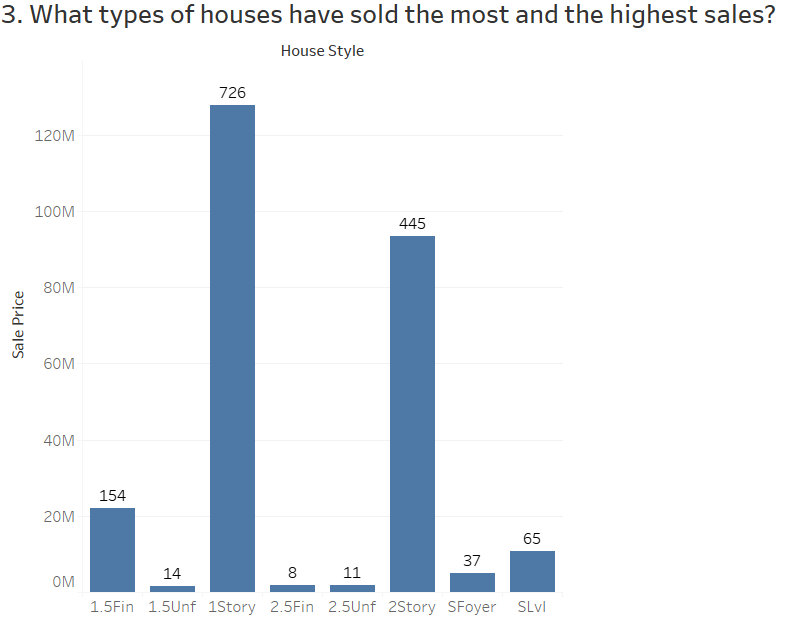 3. What types of houses have sold the most and the highest sales?
House Style
726
120M
100M
445
80M
Sale Price
60M
40M
154
20M
65
37
14
8
11
0M
1.5Fin 1.5Unf 1Story 2.5Fin 2.5Unf 2Story SFoyer SLvl